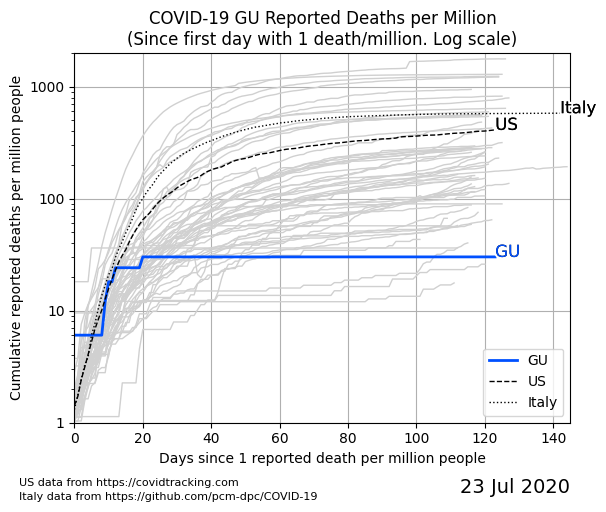 COVID-19 GU Reported Deaths per Million
(Since first day with 1 death/million. Log scale)
Cumulative reported deaths per million people
1000
100
10
1
Italy
US
GU
GU
US
Italy
0 20 40 60 80 100 120 140
Days since 1 reported death per million people
US data from https://covidtracking.com
Italy data from https://github.com/pcm-dpc/COVID-19
23 Jul 2020